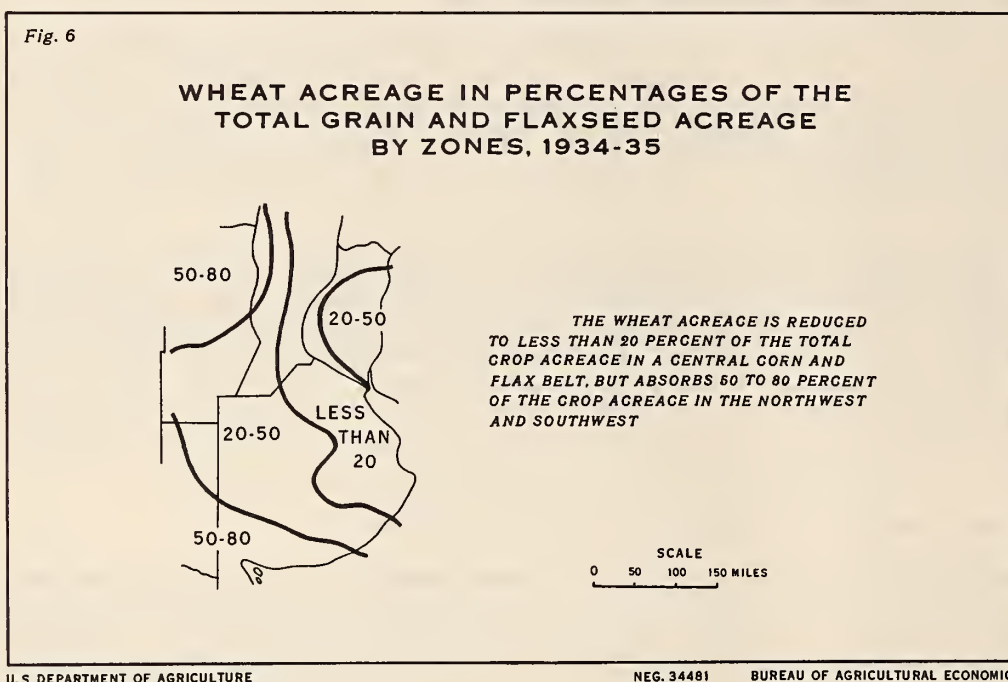 Fig. 6
WHEAT ACREAGE IN PERCENTAGES OF THE
TOTAL GRAIN AND FLAXSEED ACREAGE
BY ZONES, 1934-35
50-80
20-50
THE WHEAT ACREAGE IS REDUCED
TO LESS THAN 20 PERCENT OF THE TOTAL
CROP ACREAGE IN A CENTRAL CORN AND
FLAX BELT, BUT ABSORBS 50 TO 80 PERCENT
OF THE CROP ACREAGE IN THE NORTHWEST
AND SOUTHWEST
LESS
THAN
20
20-50
50-80
SCALE
0 50 100 150 MILES
U.S DEPARTMENT OF AGRICULTURE
NEG. 34481
BUREAU OF AGRICULTURAL ECONOMIC